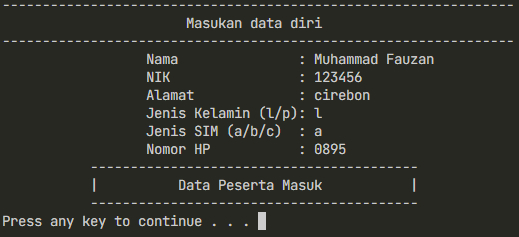 ----------------------------------------------------------------
Masukan data diri
----------------------------------------------------------------
Nama : Muhammad Fauzan
NIK : 123456
Alamat : cirebon
Jenis Kelamin (l/p): l
Jenis SIM (a/b/c) : a
Nomor HP : 0895
-----------------------------------------
| Data Peserta Masuk |
-----------------------------------------
Press any key to continue . . .